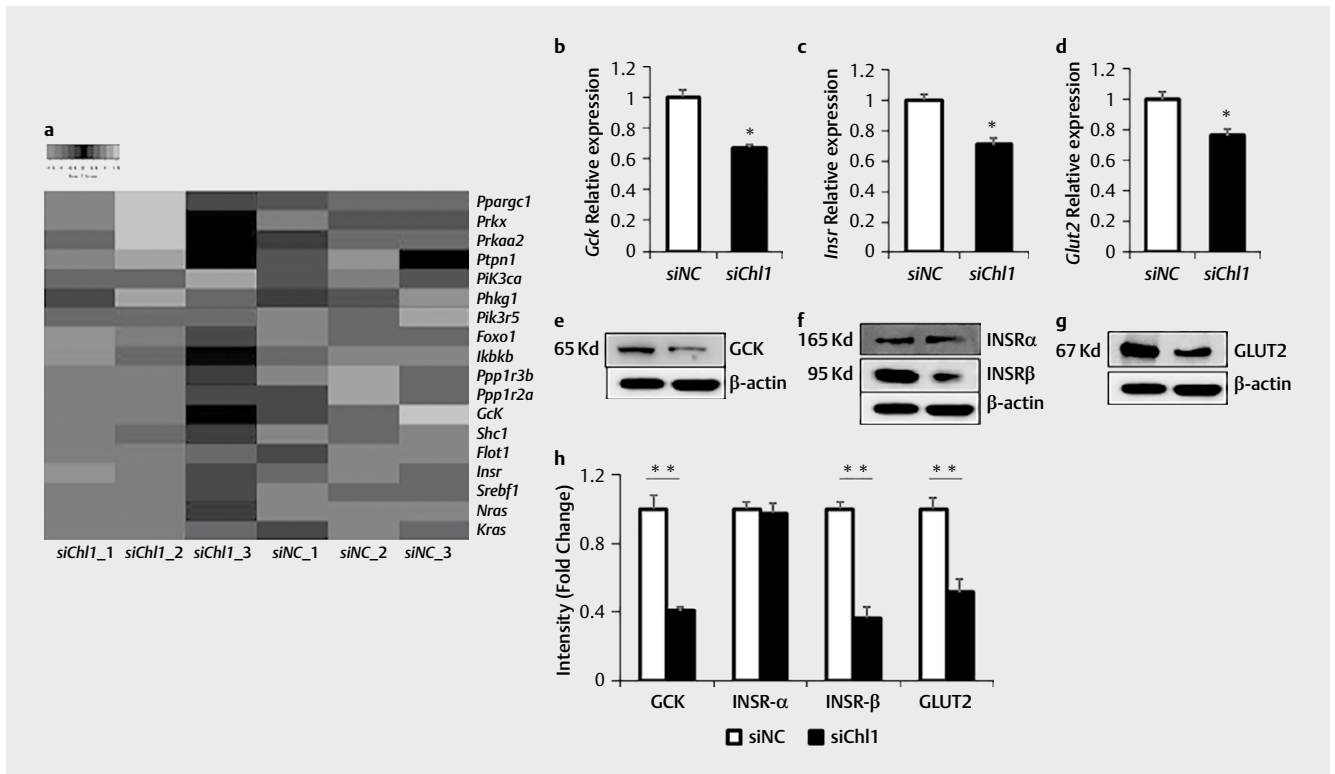 a
Ppargc1
Prkx
Prkaa2
Ptpn1
PiK3ca
Phkg1
Pik3r5
Foxo1
Ikbkb
Ppp1r3b
Ppp1r2a
GcK
Shc1
Flot1
Insr
Srebf1
Nras
Kras
siChl1_1 siChl1_2 siChl1_3 siNC_1 siNC_2 siNC_3
b
Gck Relative expression
1.2
1
0.8
0.6
0.4
0.2
0
*
siNC siChl1
c
Insr Relative expression
1.2
1
0.8
0.6
0.4
0.2
0
*
siNC siChl1
d
Glut2 Relative expression
1.2
1
0.8
0.6
0.4
0.2
0
*
siNC siChl1
e
65 Kd GCK
β-actin
f
165 Kd INSRα
95 Kd INSRβ
β-actin
g
67 Kd GLUT2
β-actin
h
Intensity (Fold Change)
1.2
0.8
0.4
0
** ** **
GCK INSR-α INSR-β GLUT2
siNC siChl1